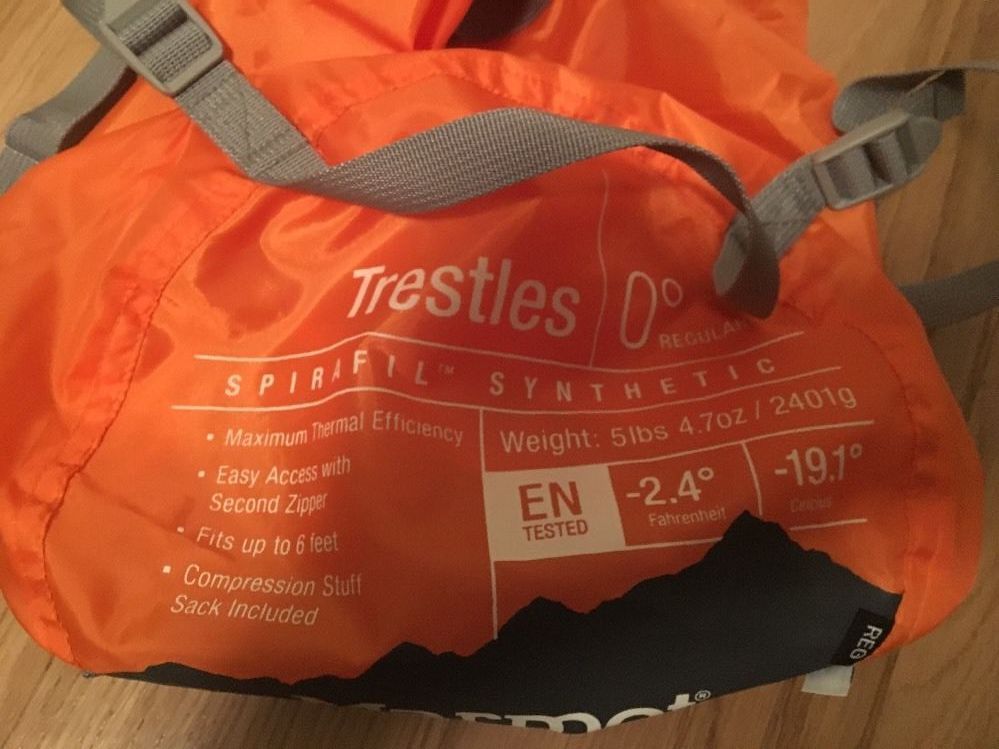 Trestles
0°
REGULAR
SPIRAFIL™ SYNTHETIC
• Maximum Thermal Efficiency
• Easy Access with
Second Zipper
• Fits up to 6 feet
• Compression Stuff
Sack Included
Weight: 5lbs 4.7oz / 2401g
EN
TESTED
-2.4°
Fahrenheit
-19.1°
REG